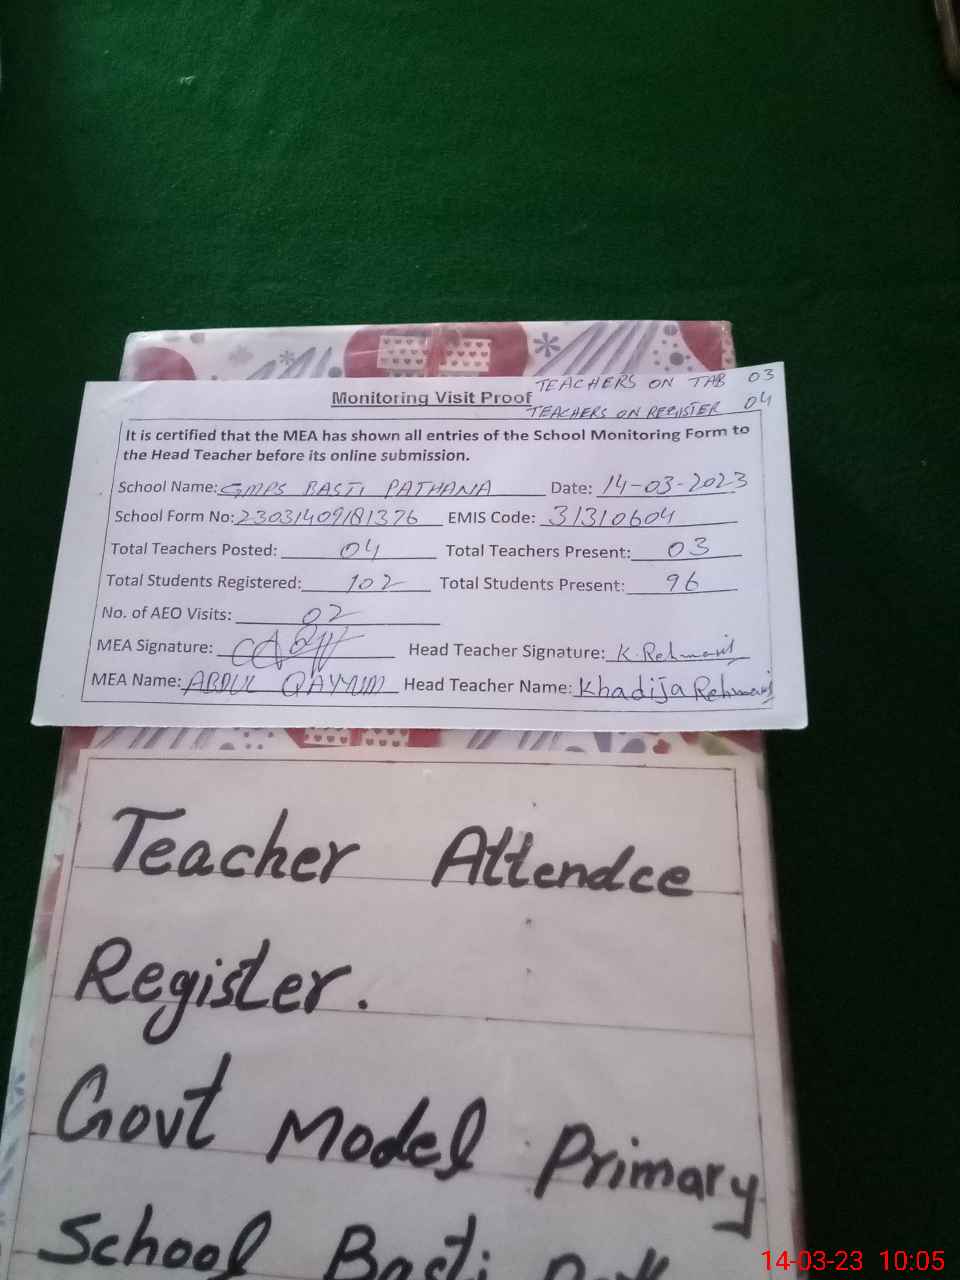 TEACHERS ON TAB 03
Monitoring Visit Proof
TEACHERS ON REGISTER 04
It is certified that the MEA has shown all entries of the School Monitoring Form to
the Head Teacher before its online submission.
School Name: GMPS BASTI PATHANA Date: 14-03-2023
School Form No: EMIS Code: 31310604
Total Teachers Posted: 04 Total Teachers Present: 03
Total Students Registered: 102 Total Students Present: 96
No. of AEO Visits: 02
MEA Signature: Head Teacher Signature: K. Rehman
MEA Name: ABDUL QAYYUM Head Teacher Name: Khadija Rehman
Teacher Attendce
Register.
Govt Model Primary
School Basti
14-03-23 10:05